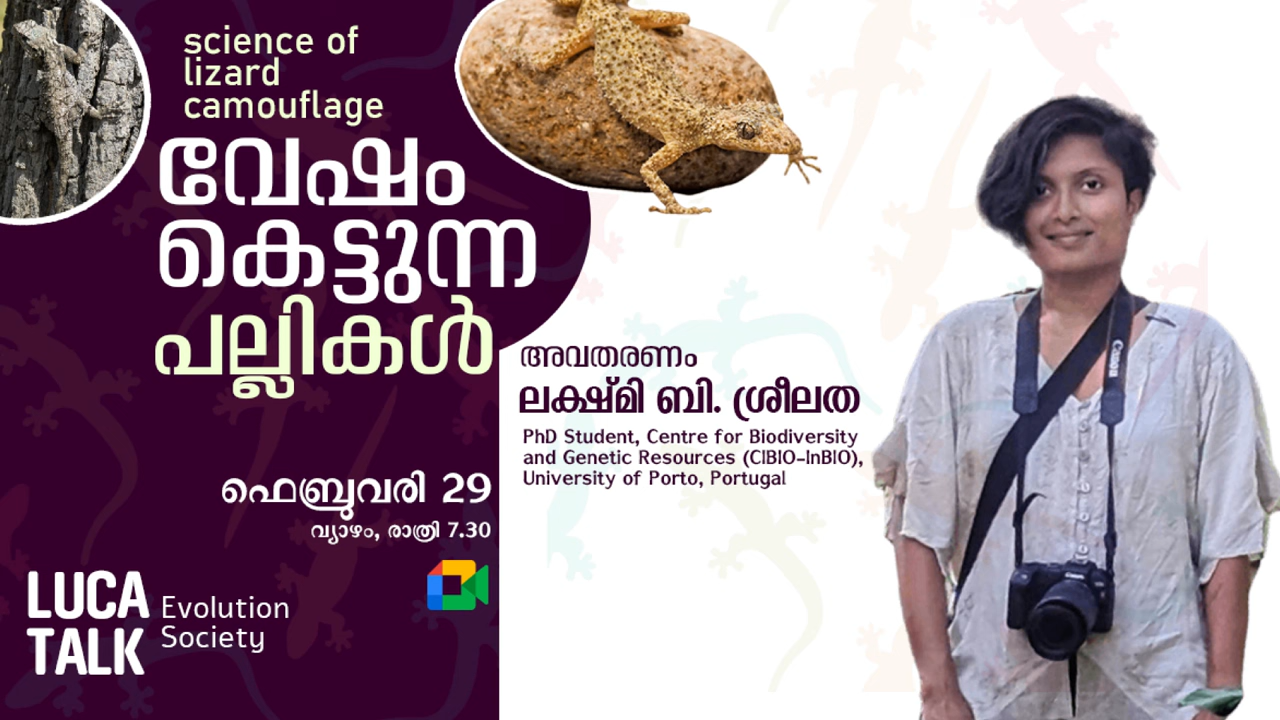 science of
lizard
camouflage
വേഷം
കെട്ടുന്ന
പല്ലികൾ
അവതരണം
ലക്ഷ്മി ബി. ശ്രീലത
PhD Student, Centre for Biodiversity
and Genetic Resources (CIBIO-InBIO),
University of Porto, Portugal
ഫെബ്രുവരി 29
വ്യാഴം, രാത്രി 7.30
LUCA
TALK
Evolution
Society
Canon